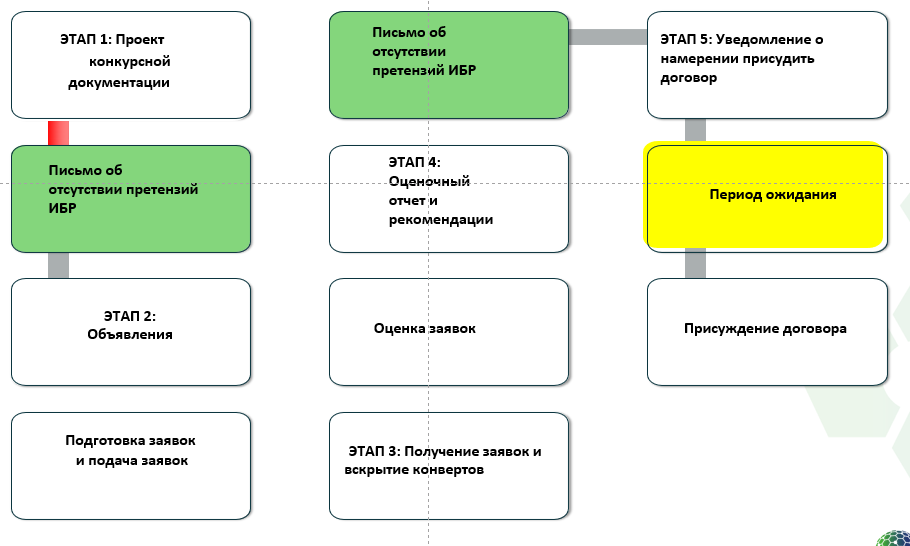 ЭТАП 1: Проект
конкурсной
документации
Письмо об
отсутствии претензий
ИБР
ЭТАП 2:
Объявления
Подготовка заявок
и подача заявок
Письмо об
отсутствии
претензий ИБР
ЭТАП 4:
Оценочный
отчет и
рекомендации
Оценка заявок
ЭТАП 3: Получение заявок и
вскрытие конвертов
ЭТАП 5: Уведомление о
намерении присудить
договор
Период ожидания
Присуждение договора